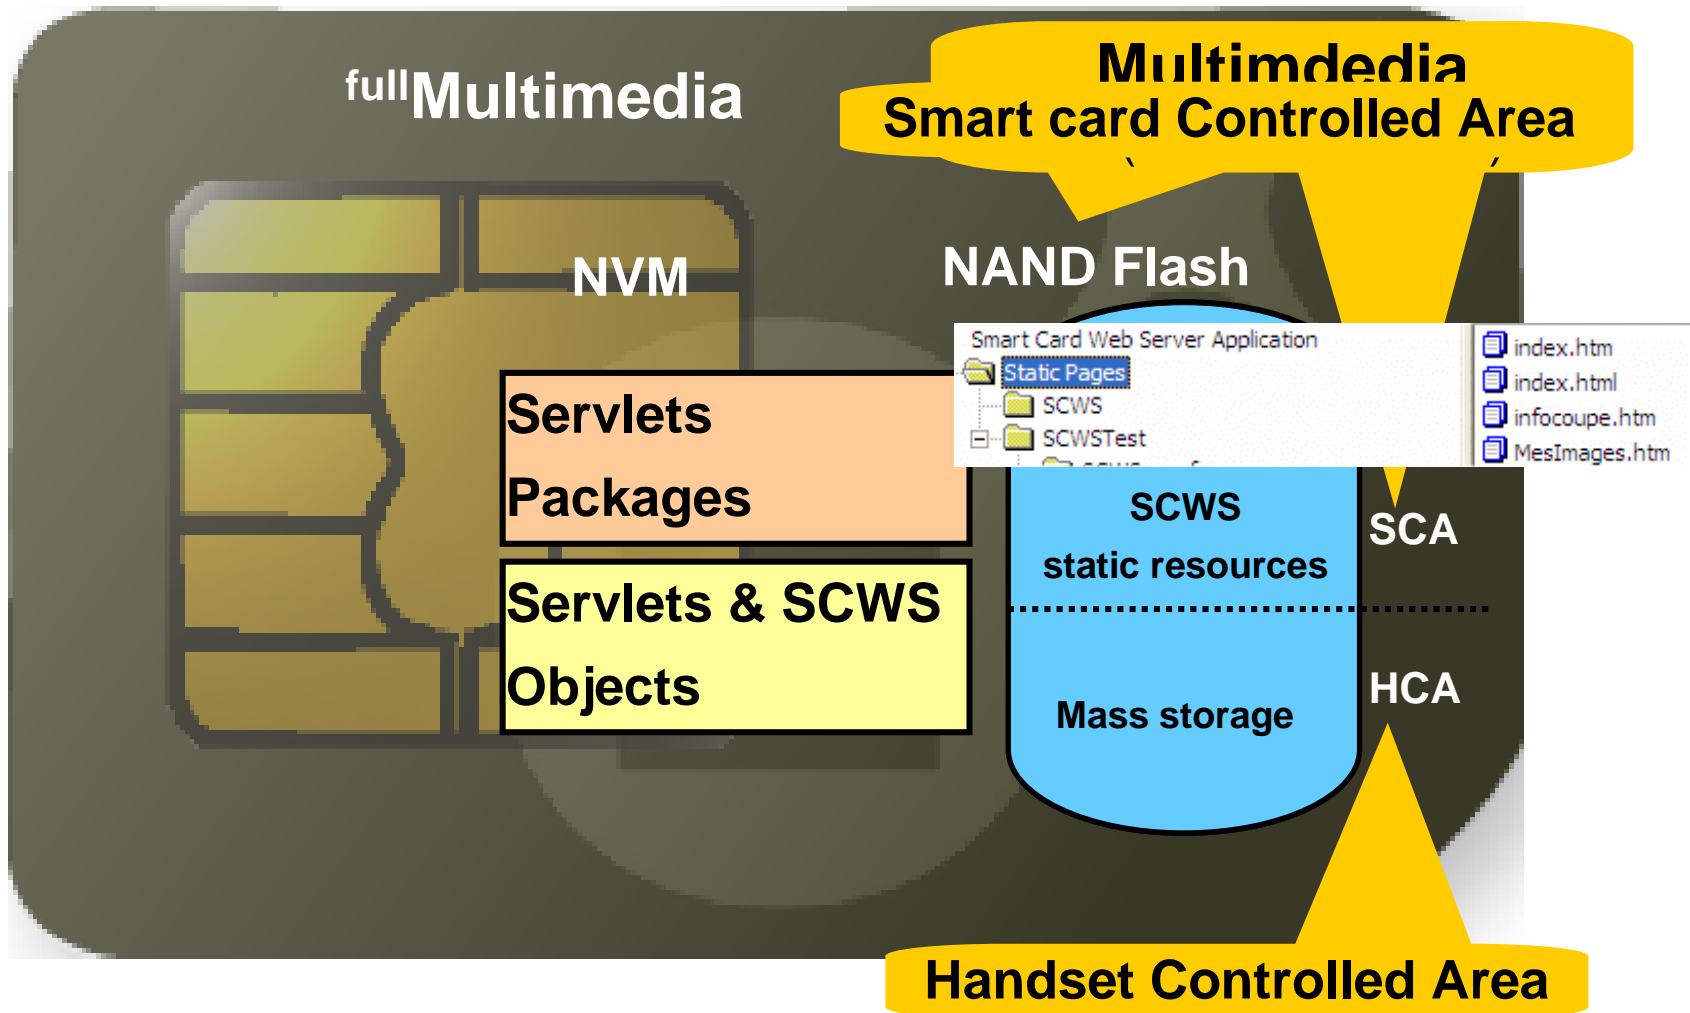 fullMultimedia
Multimdedia
Smart card Controlled Area
NVM
NAND Flash
Smart Card Web Server Application
Static Pages
SCWS
SCWSTest
index.htm
index.html
infocoupe.htm
MesImages.htm
Servlets
Packages
Servlets & SCWS
Objects
SCWS
static resources
SCA
Mass storage
HCA
Handset Controlled Area